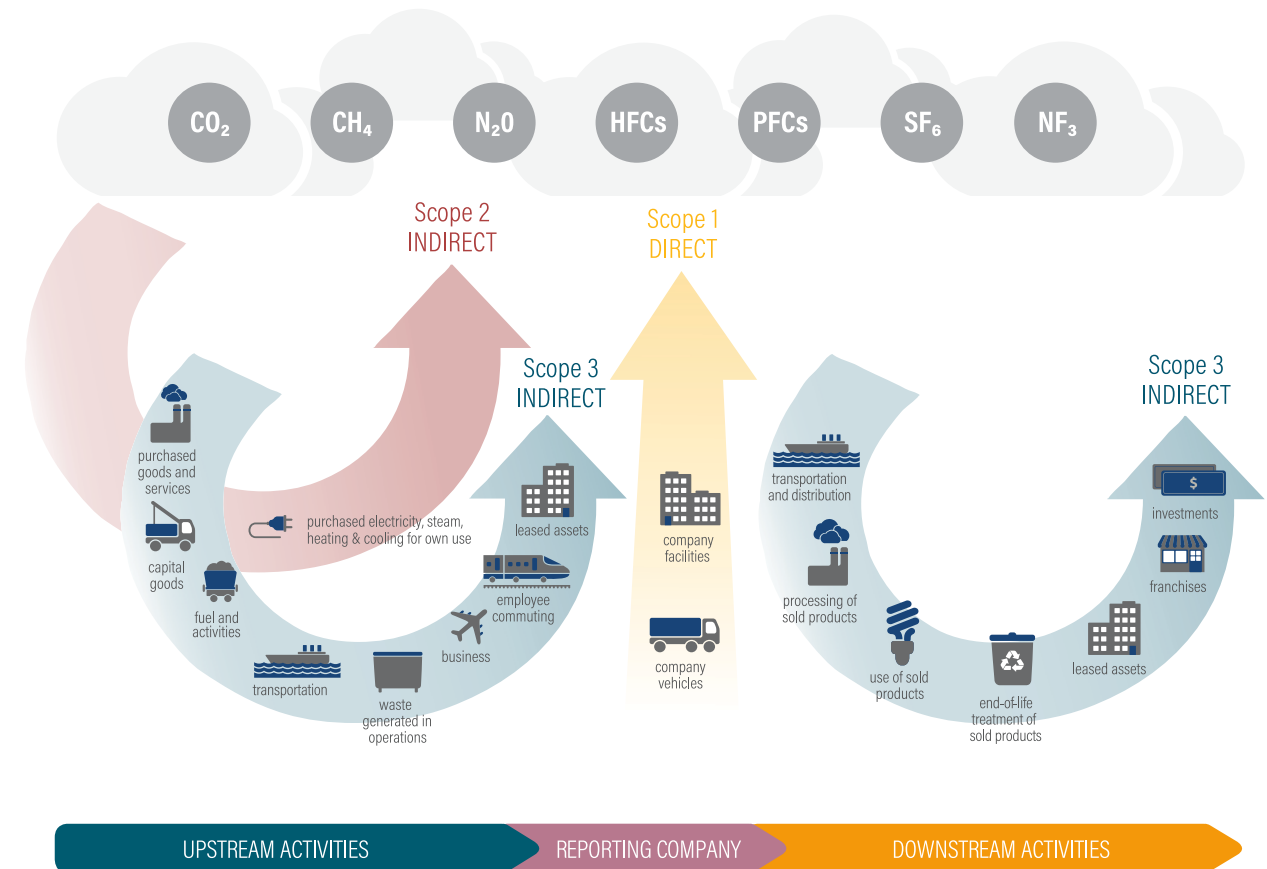 CO₂
CH₄
N₂O
HFCs
PFCs
SF₆
NF₃
Scope 2
INDIRECT
Scope 1
DIRECT
Scope 3
INDIRECT
Scope 3
INDIRECT
purchased
goods and
services
capital
goods
fuel and
activities
transportation
waste
generated in
operations
business
employee
commuting
leased assets
purchased electricity, steam,
heating & cooling for own use
company
facilities
company
vehicles
transportation
and distribution
processing of
sold products
use of sold
products
end-of-life
treatment of
sold products
leased assets
franchises
$
investments
UPSTREAM ACTIVITIES
REPORTING COMPANY
DOWNSTREAM ACTIVITIES